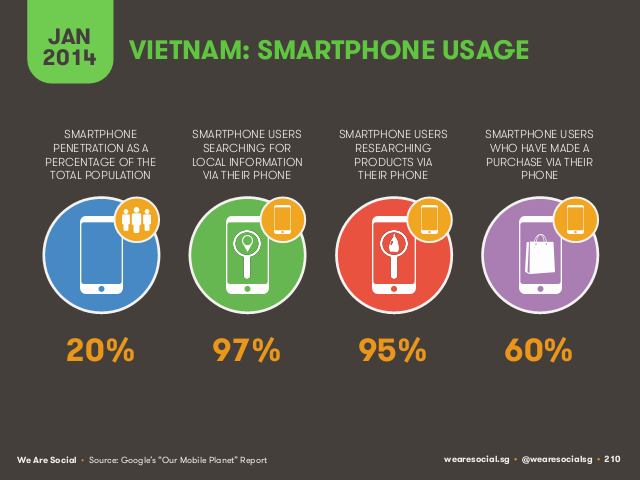 JAN
2014
VIETNAM: SMARTPHONE USAGE
SMARTPHONE
PENETRATION AS A
PERCENTAGE OF THE
TOTAL POPULATION
SMARTPHONE USERS
SEARCHING FOR
LOCAL INFORMATION
VIA THEIR PHONE
SMARTPHONE USERS
RESEARCHING
PRODUCTS VIA
THEIR PHONE
SMARTPHONE USERS
WHO HAVE MADE A
PURCHASE VIA THEIR
PHONE
20%
97%
95%
60%
We Are Social • Source: Google's "Our Mobile Planet" Report
wearesocial.sg • @wearesocialsg • 210